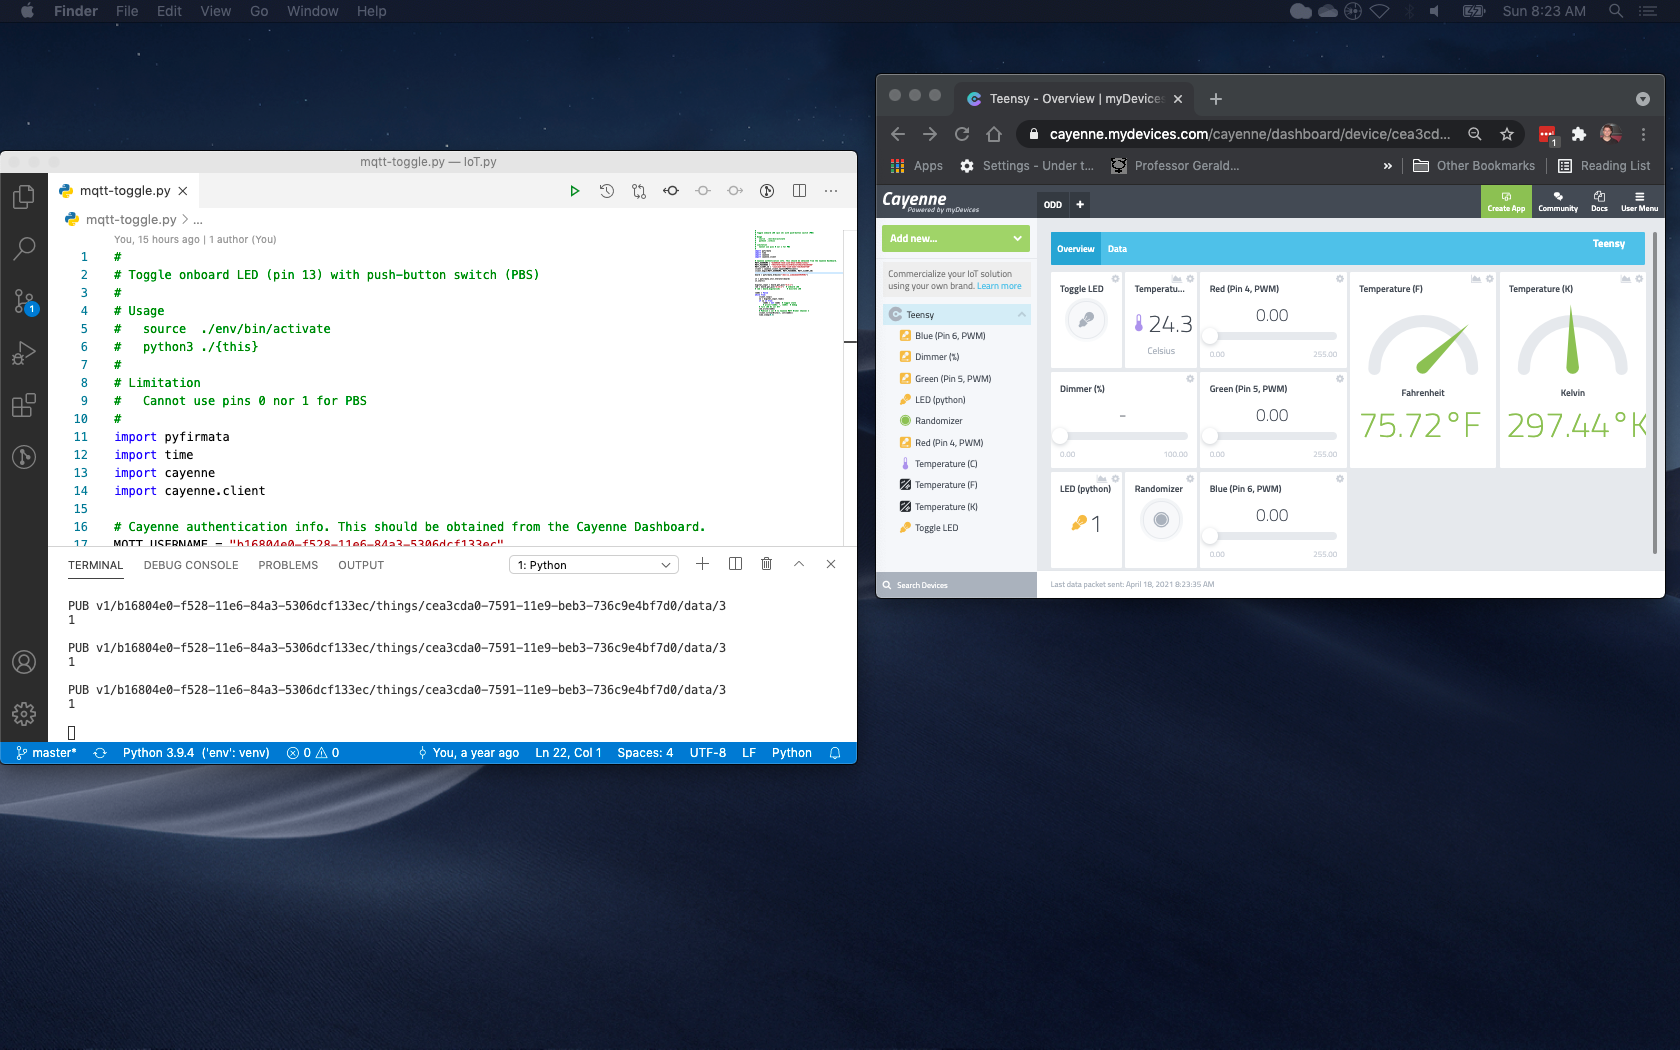 Finder File Edit View Go Window Help
Sun 8:23 AM
mqtt-toggle.py — IoT.py
mqtt-toggle.py
mqtt-toggle.py > ...
You, 15 hours ago | 1 author (You)
1 #
2 # Toggle onboard LED (pin 13) with push-button switch (PBS)
3 #
4 # Usage
5 #   source  ./env/bin/activate
6 #   python3 ./{this}
7 #
8 # Limitation
9 #   Cannot use pins 0 nor 1 for PBS
10 #
11 import pyfirmata
12 import time
13 import cayenne
14 import cayenne.client
15
16 # Cayenne authentication info. This should be obtained from the Cayenne Dashboard.
17 MQTT_USERNAME = "b16804e0-f528-11e6-84a3-5306dcf133ec"
1
TERMINAL DEBUG CONSOLE PROBLEMS OUTPUT
1: Python
PUB v1/b16804e0-f528-11e6-84a3-5306dcf133ec/things/cea3cda0-7591-11e9-beb3-736c9e4bf7d0/data/3
1
PUB v1/b16804e0-f528-11e6-84a3-5306dcf133ec/things/cea3cda0-7591-11e9-beb3-736c9e4bf7d0/data/3
1
PUB v1/b16804e0-f528-11e6-84a3-5306dcf133ec/things/cea3cda0-7591-11e9-beb3-736c9e4bf7d0/data/3
1
master* Python 3.9.4 ('env': venv) 0 0 You, a year ago Ln 22, Col 1 Spaces: 4 UTF-8 LF Python
Teensy - Overview | myDevices
cayenne.mydevices.com/cayenne/dashboard/device/cea3cd...
1
Apps Settings - Under t... Professor Gerald... » Other Bookmarks Reading List
Cayenne
Powered by myDevices
ODD +
Create App Community Docs User Menu
Add new...
Commercialize your IoT solution
using your own brand. Learn more
Teensy
Blue (Pin 6, PWM)
Dimmer (%)
Green (Pin 5, PWM)
LED (python)
Randomizer
Red (Pin 4, PWM)
Temperature (C)
Temperature (F)
Temperature (K)
Toggle LED
Search Devices
Overview Data Teensy
Toggle LED
Temperatu...
24.3
Celsius
Red (Pin 4, PWM)
0.00
0.00 255.00
Temperature (F)
Fahrenheit
75.72°F
Temperature (K)
Kelvin
297.44°K
Dimmer (%)
-
0.00 100.00
Green (Pin 5, PWM)
0.00
0.00 255.00
LED (python)
1
Randomizer
Blue (Pin 6, PWM)
0.00
0.00 255.00
Last data packet sent: April 18, 2021 8:23:35 AM